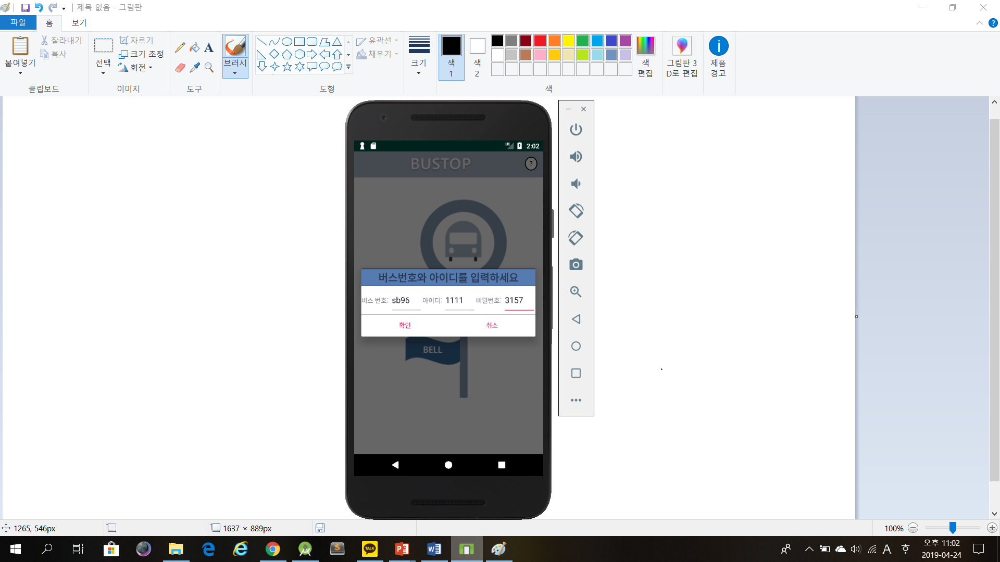 제목 없음 - 그림판
파일 홈 보기
붙여넣기
잘라내기
복사
클립보드
선택
자르기
크기 조정
회전
이미지
A
도구
브러시
도형
윤곽선
채우기
크기
색
1
색
2
색
색
편집
그림판 3
D로 편집
제품
경고
LTE 2:02
BUSTOP ?
버스번호와 아이디를 입력하세요
버스 번호: sb96 아이디: 1111 비밀번호: 3157
확인 취소
BELL
1265, 546px 1637 × 889px 100%
TALK
A
오후 11:02
2019-04-24